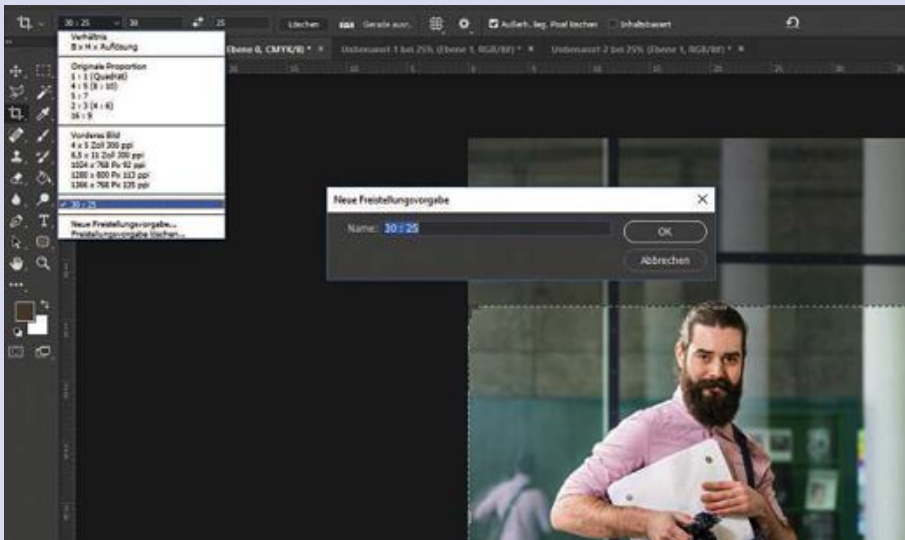 30 : 25 30 25 Löschen Gerade ausr. Außerh. lieg. Pixel löschen Inhaltsbasiert
Ebene 0, CMYK/8) * × Unbenannt 1 bei 25% (Ebene 1, RGB/8#) * × Unbenannt 2 bei 25% (Ebene 1, RGB/8#) * ×
Verhältnis
B x H x Auflösung
Originale Proportion
1 : 1 (Quadrat)
4 : 5 (8 : 10)
5 : 7
2 : 3 (4 : 6)
16 : 9
Vorderes Bild
4 x 5 Zoll 300 ppi
8,5 x 11 Zoll 300 ppi
1024 x 768 Px 92 ppi
1280 x 800 Px 113 ppi
1366 x 768 Px 135 ppi
30 : 25
Neue Freistellungsvorgabe...
Freistellungsvorgabe löschen...
Neue Freistellungsvorgabe
Name: 30 : 25
OK
Abbrechen